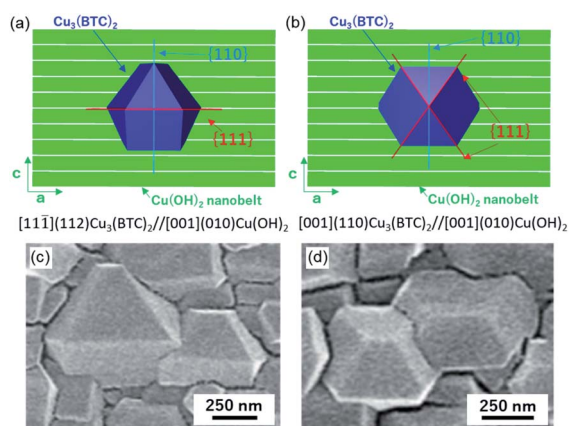 (a)
Cu₃(BTC)₂
{110}
{111}
c
a
Cu(OH)₂ nanobelt
[11Ī](112)Cu₃(BTC)₂//[001](010)Cu(OH)₂
(b)
Cu₃(BTC)₂
{110}
{111}
c
a
Cu(OH)₂ nanobelt
[001](110)Cu₃(BTC)₂//[001](010)Cu(OH)₂
(c)
250 nm
(d)
250 nm